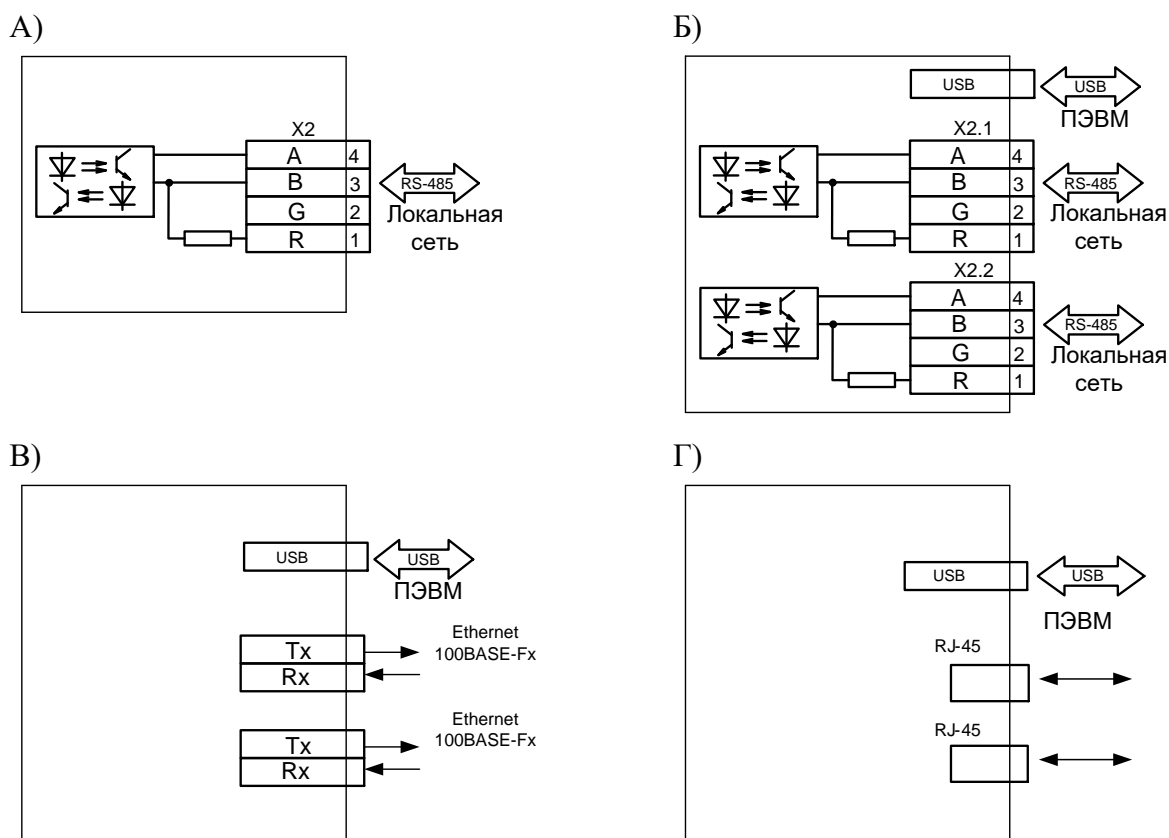 А)
X2
A 4
B 3
G 2
R 1
RS-485
Локальная
сеть
Б)
USB
USB
ПЭВМ
X2.1
A 4
B 3
G 2
R 1
RS-485
Локальная
сеть
X2.2
A 4
B 3
G 2
R 1
RS-485
Локальная
сеть
В)
USB
USB
ПЭВМ
Tx
Rx
Ethernet
100BASE-Fx
Tx
Rx
Ethernet
100BASE-Fx
Г)
USB
USB
ПЭВМ
RJ-45
RJ-45